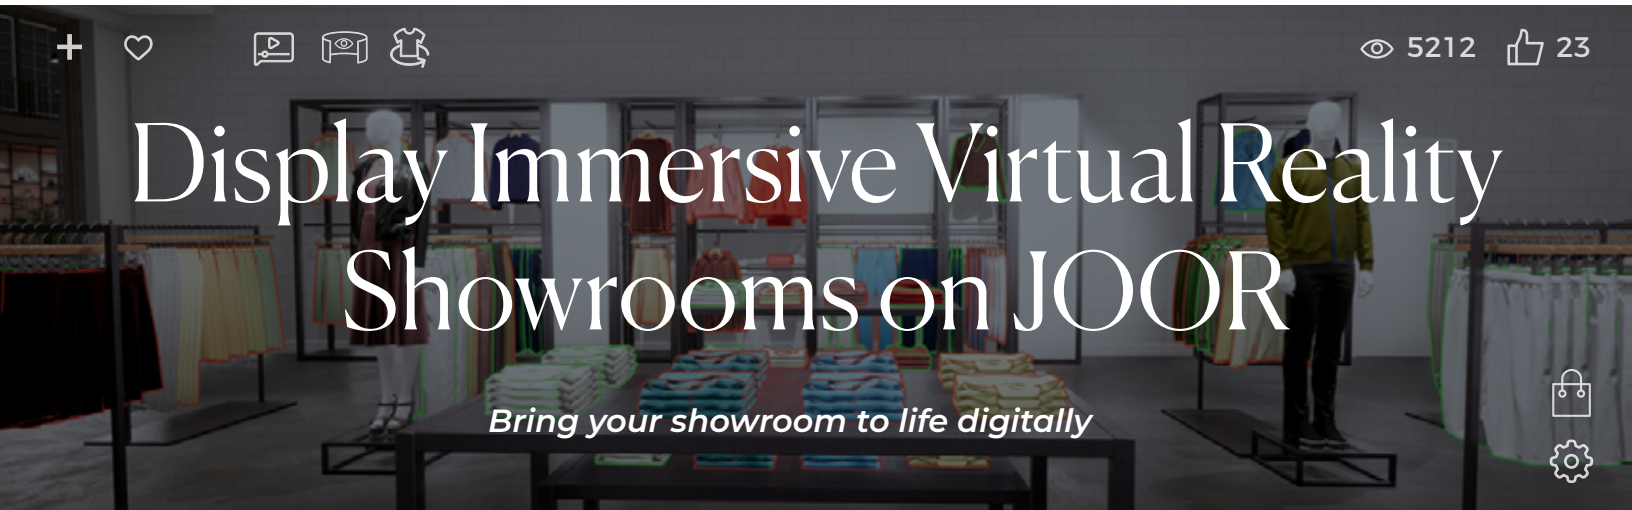 5212 23
Display Immersive Virtual Reality
Showrooms on JOOR
Bring your showroom to life digitally